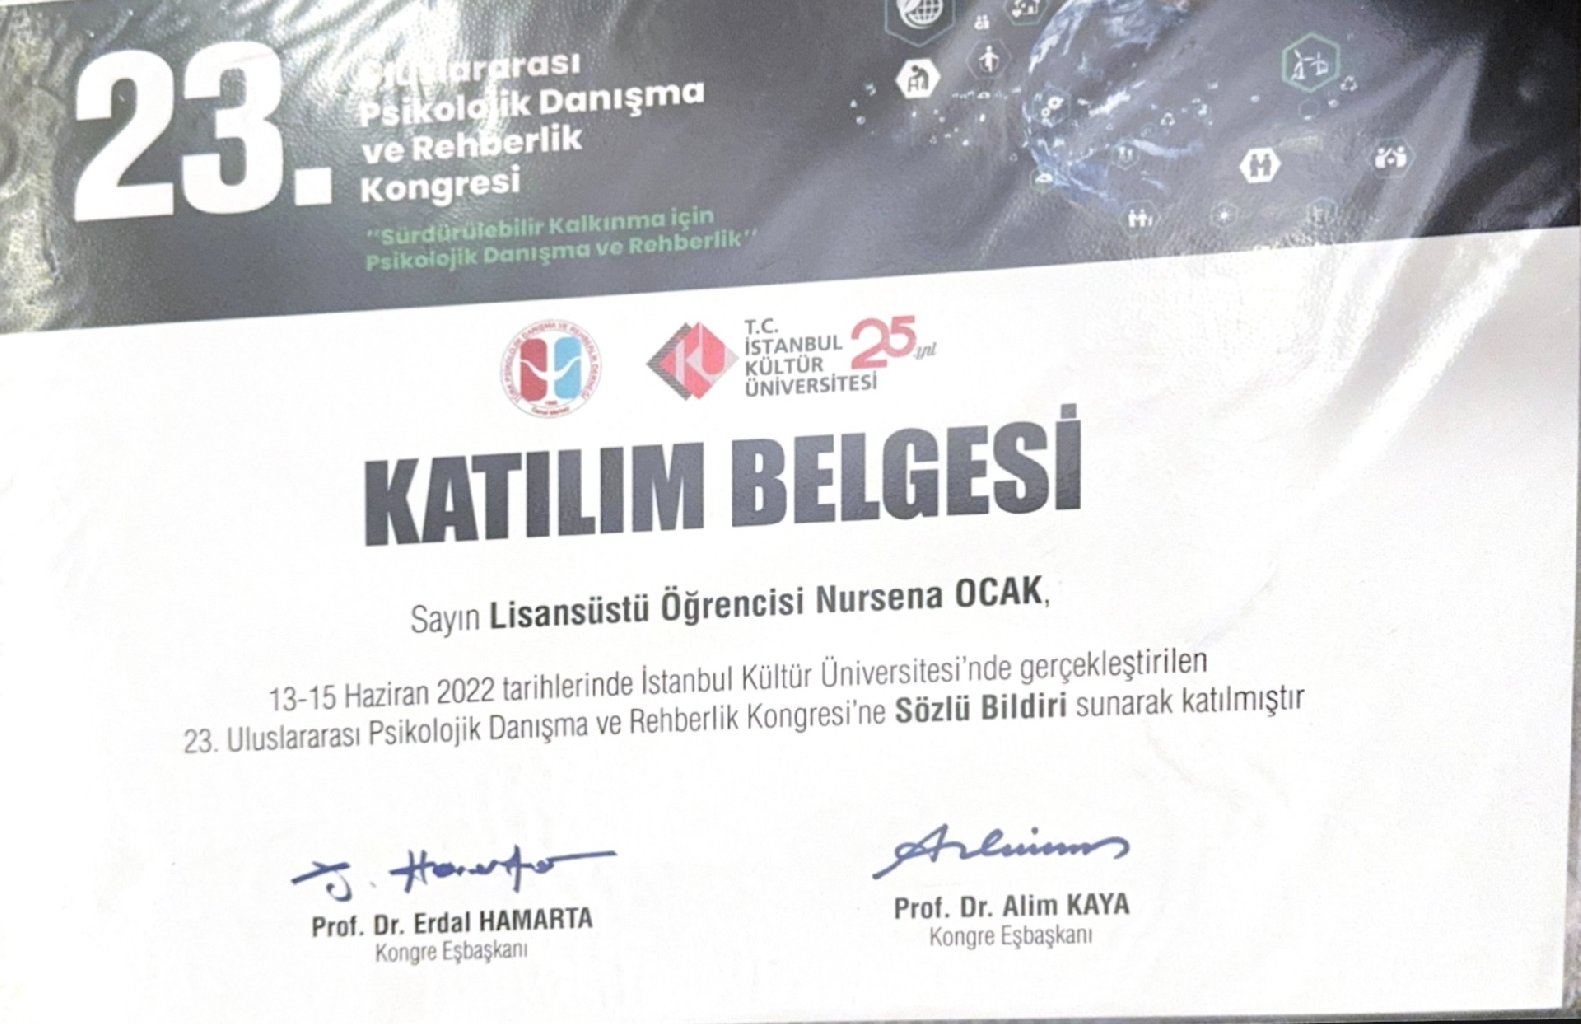 23.
Uluslararası
Psikolojik Danışma
ve Rehberlik
Kongresi
"Sürdürülebilir Kalkınma için
Psikolojik Danışma ve Rehberlik"
T.C.
İSTANBUL
KÜLTÜR
ÜNİVERSİTESİ
25
yıl
KATILIM BELGESİ
Sayın Lisansüstü Öğrencisi Nursena OCAK,
13-15 Haziran 2022 tarihlerinde İstanbul Kültür Üniversitesi'nde gerçekleştirilen
23. Uluslararası Psikolojik Danışma ve Rehberlik Kongresi'ne Sözlü Bildiri sunarak katılmıştır
Prof. Dr. Erdal HAMARTA
Kongre Eşbaşkanı
Prof. Dr. Alim KAYA
Kongre Eşbaşkanı